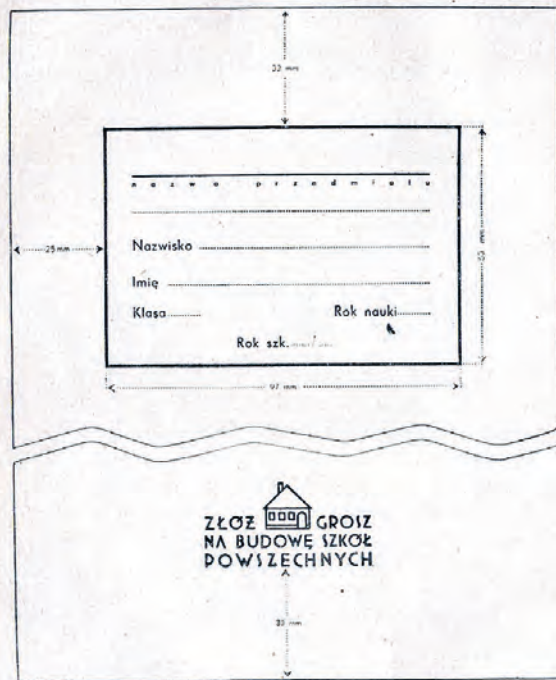 33 mm
nazwa przedmiotu
25 mm
Nazwisko
Imię
Klasa
Rok nauki
Rok szk. /
97 mm
ZŁÓŻ GROSZ
NA BUDOWĘ SZKÓŁ
POWSZECHNYCH
mm